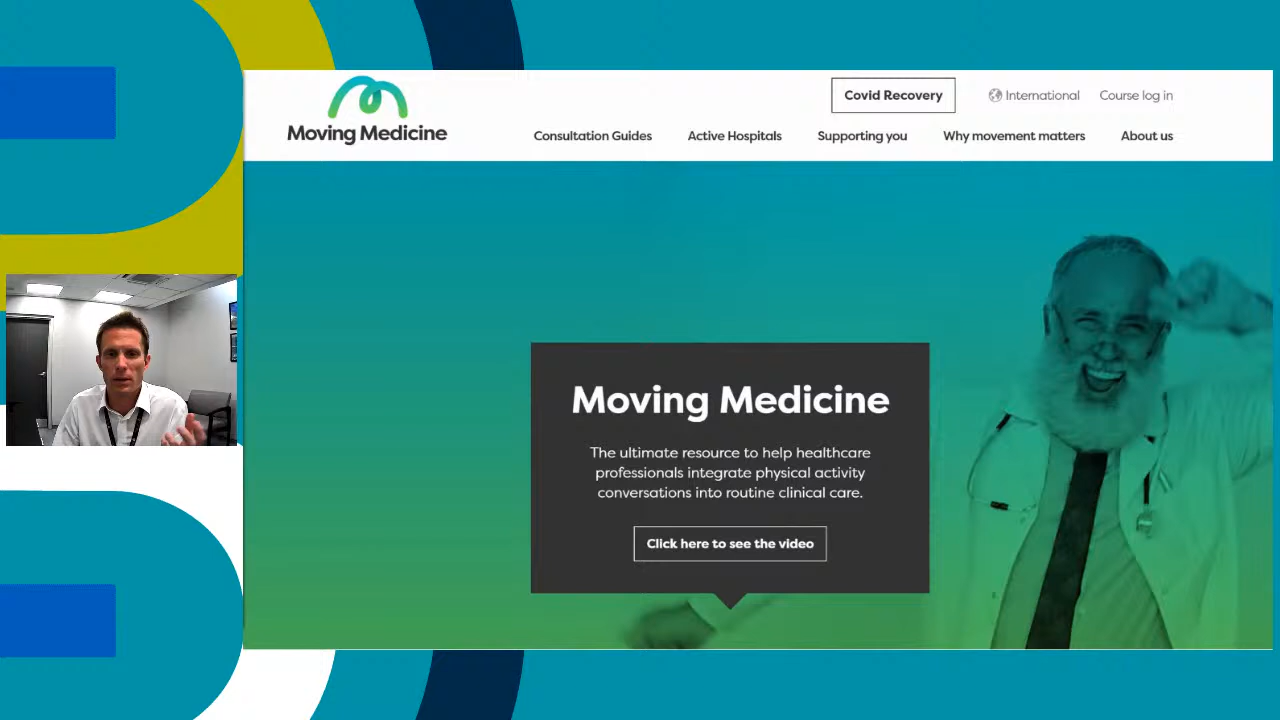 Covid Recovery
International
Course log in
Moving Medicine
Consultation Guides
Active Hospitals
Supporting you
Why movement matters
About us
Moving Medicine
The ultimate resource to help healthcare
professionals integrate physical activity
conversations into routine clinical care.
Click here to see the video